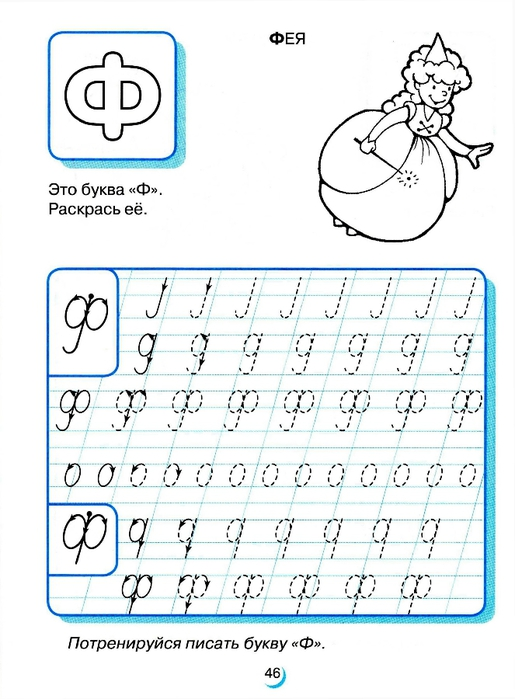 Ф
ФЕЯ
Это буква «Ф».
Раскрась её.
Потренируйся писать букву «Ф».
46